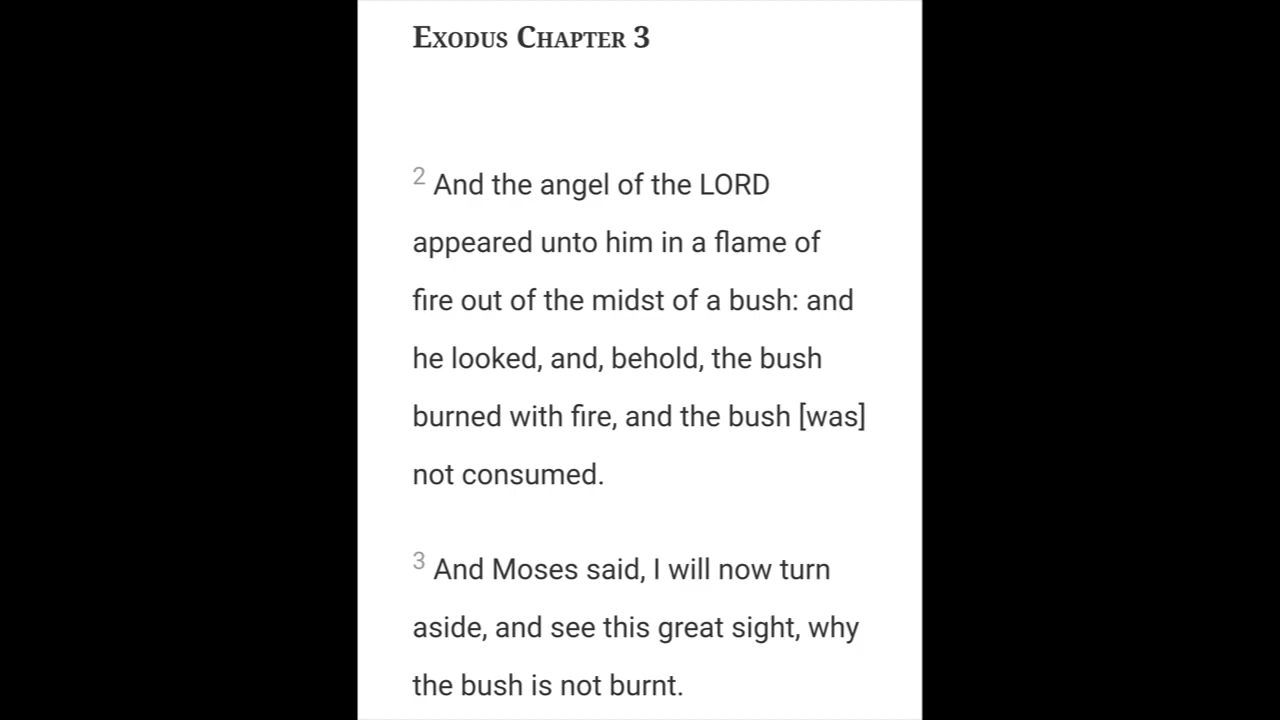 Exodus Chapter 3
2 And the angel of the LORD
appeared unto him in a flame of
fire out of the midst of a bush: and
he looked, and, behold, the bush
burned with fire, and the bush [was]
not consumed.
3 And Moses said, I will now turn
aside, and see this great sight, why
the bush is not burnt.